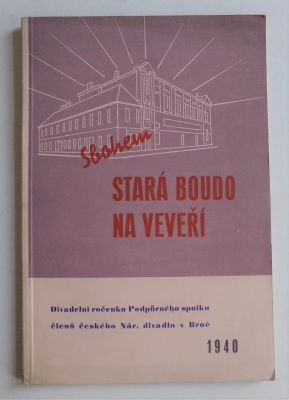 Sbohem
STARÁ BOUDO
NA VEVEŘÍ
Divadelní ročenka Podpůrného spolku
členů českého Nár. divadla v Brně
1940